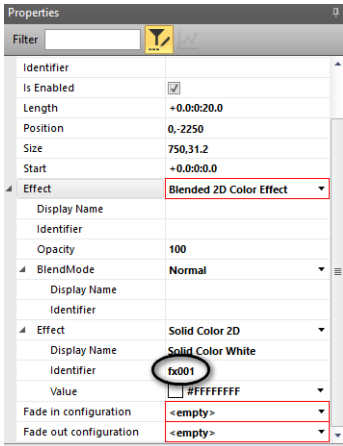 Properties
Filter
Identifier
Is Enabled
Length +0.0:0:20.0
Position 0,-2250
Size 750,31.2
Start +0.0:0:0.0
Effect Blended 2D Color Effect
Display Name
Identifier
Opacity 100
BlendMode Normal
Display Name
Identifier
Effect Solid Color 2D
Display Name Solid Color White
Identifier fx001
Value #FFFFFFFF
Fade in configuration <empty>
Fade out configuration <empty>